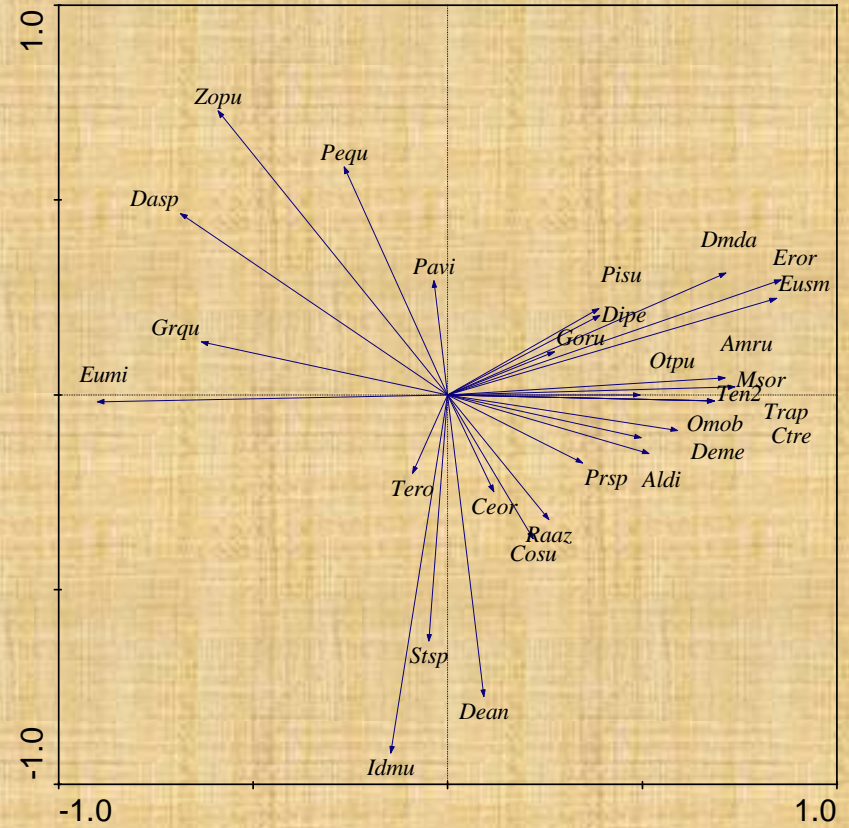 1.0
Zopu
Pequ
Dasp
Dmda
Eror
Pavi
Pisu
Eusm
Dipe
Grqu
Goru
Amru
Otpu
Eumi
Msor
Ten2
Trap
Omob
Ctre
Deme
Prsp
Aldi
Tero
Ceor
Raaz
Cosu
Stsp
Dean
Idmu
-1.0
-1.0
1.0